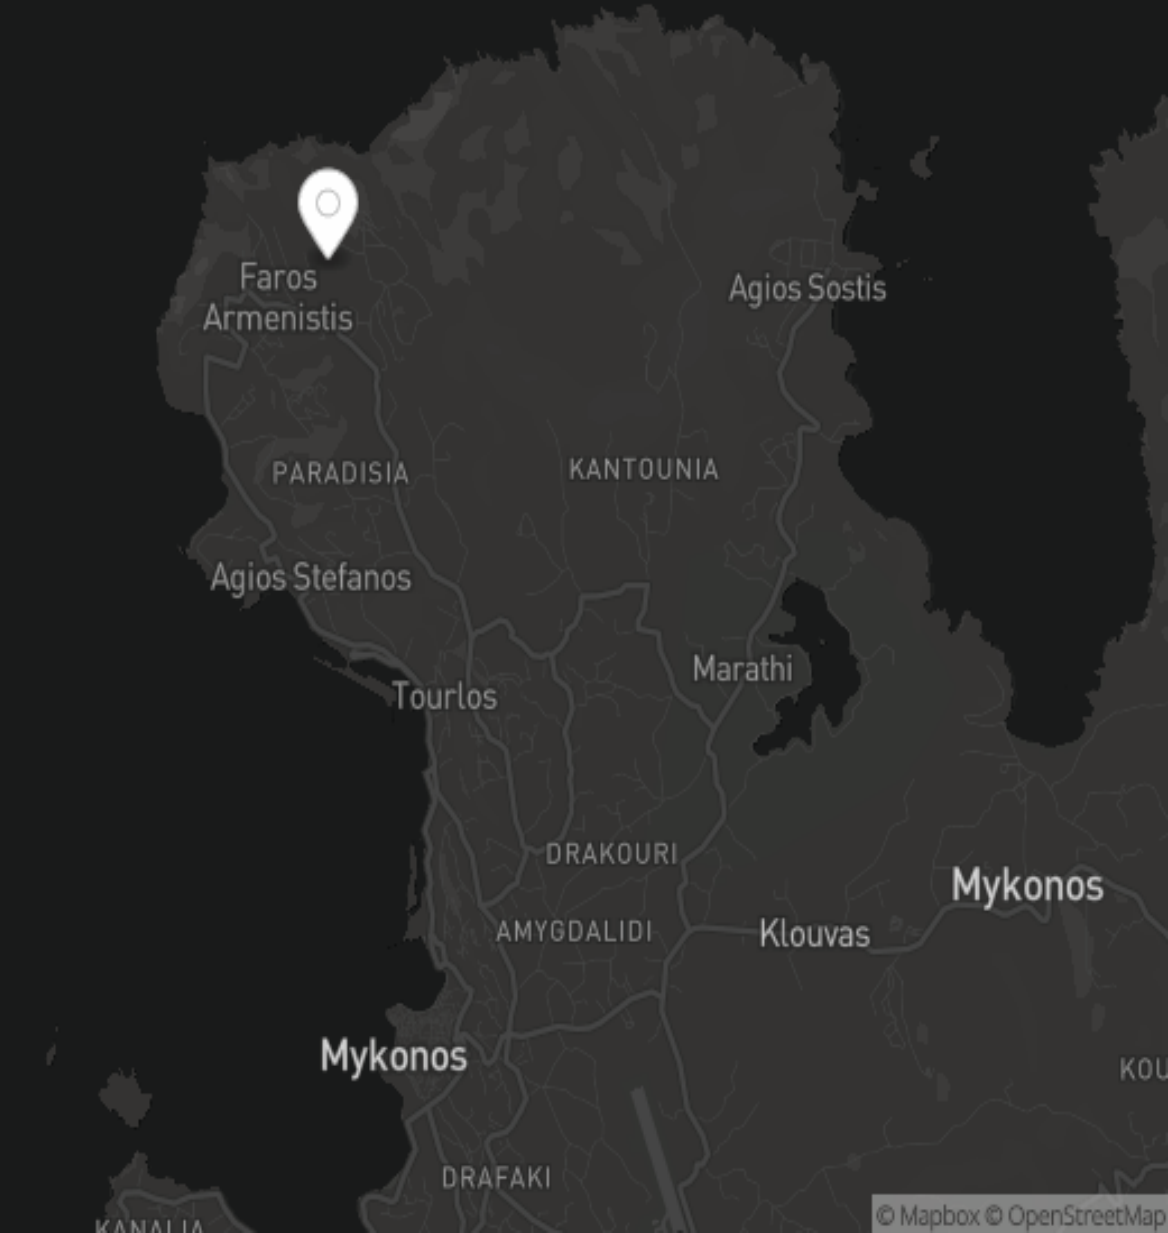 Faros
Armenistis
Agios Sostis
PARADISIA
KANTOUNIA
Agios Stefanos
Marathi
Tourlos
DRAKOURI
Mykonos
AMYGDALIDI
Klouvas
Mykonos
KOU
DRAFAKI
KANALIA
© Mapbox © OpenStreetMap